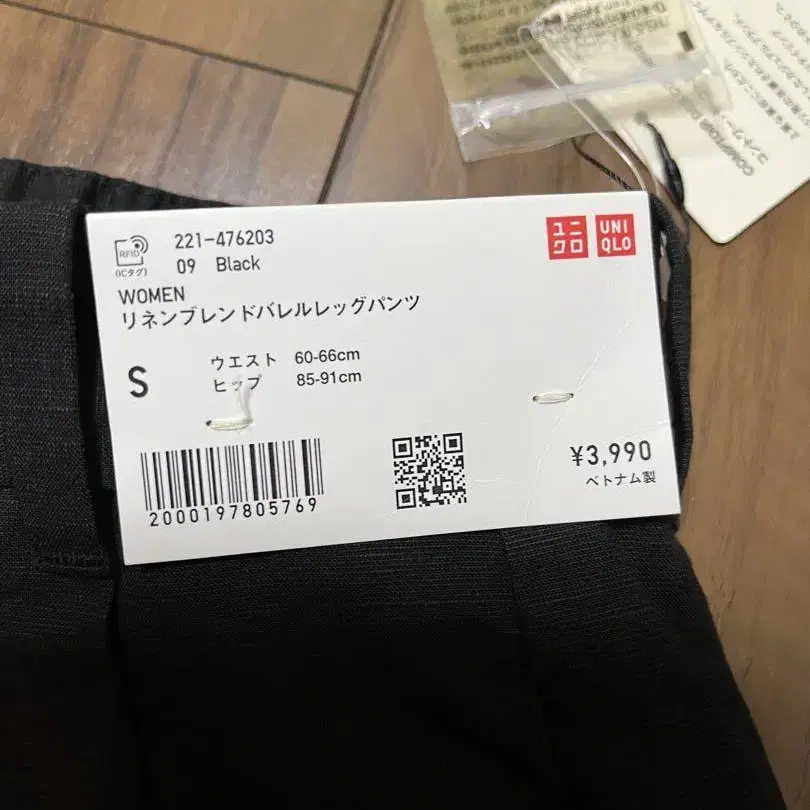 COMPTOIR D
221-476203
09 Black
RFID
(ICタグ)
ユニ
クロ
UNI
QLO
WOMEN
リネンブレンドバレルレッグパンツ
S
ウエスト 60-66cm
ヒップ 85-91cm
2000197805769
¥3,990
ベトナム製